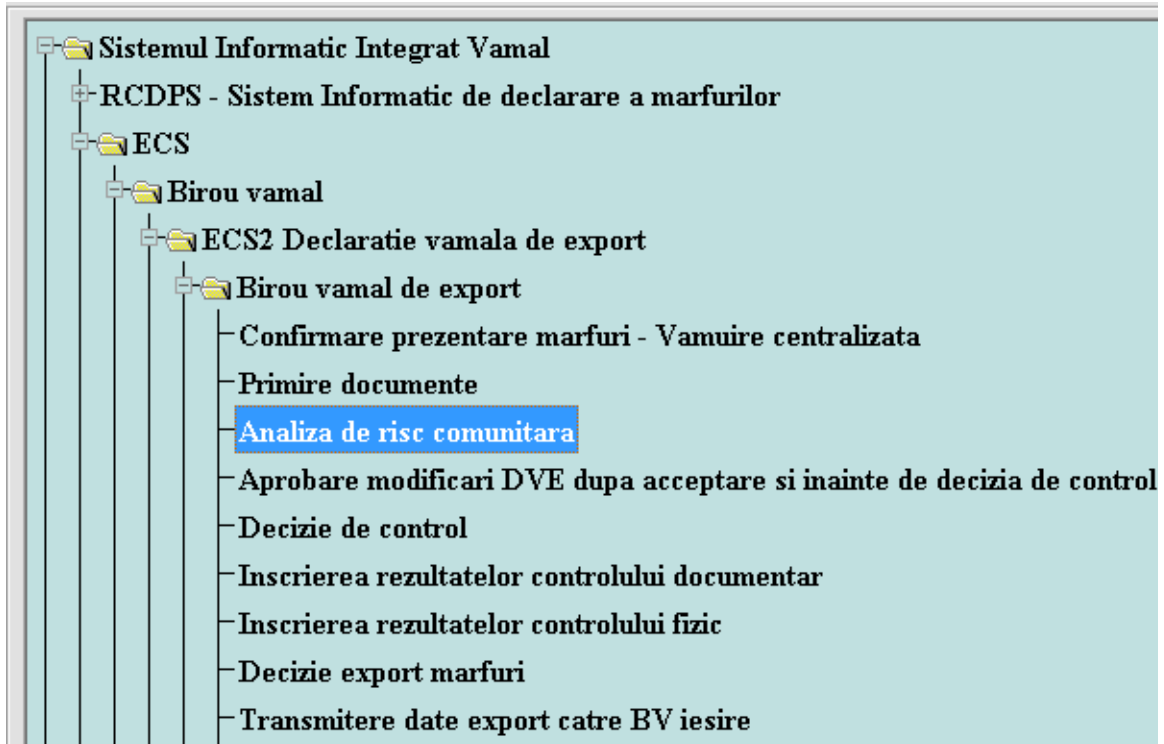 Sistemul Informatic Integrat Vamal
RCDPS - Sistem Informatic de declarare a marfurilor
ECS
Birou vamal
ECS2 Declaratie vamala de export
Birou vamal de export
Confirmare prezentare marfuri - Vamuire centralizata
Primire documente
Analiza de risc comunitara
Aprobare modificari DVE dupa acceptare si inainte de decizia de control
Decizie de control
Inscrierea rezultatelor controlului documentar
Inscrierea rezultatelor controlului fizic
Decizie export marfuri
Transmitere date export catre BV iesire